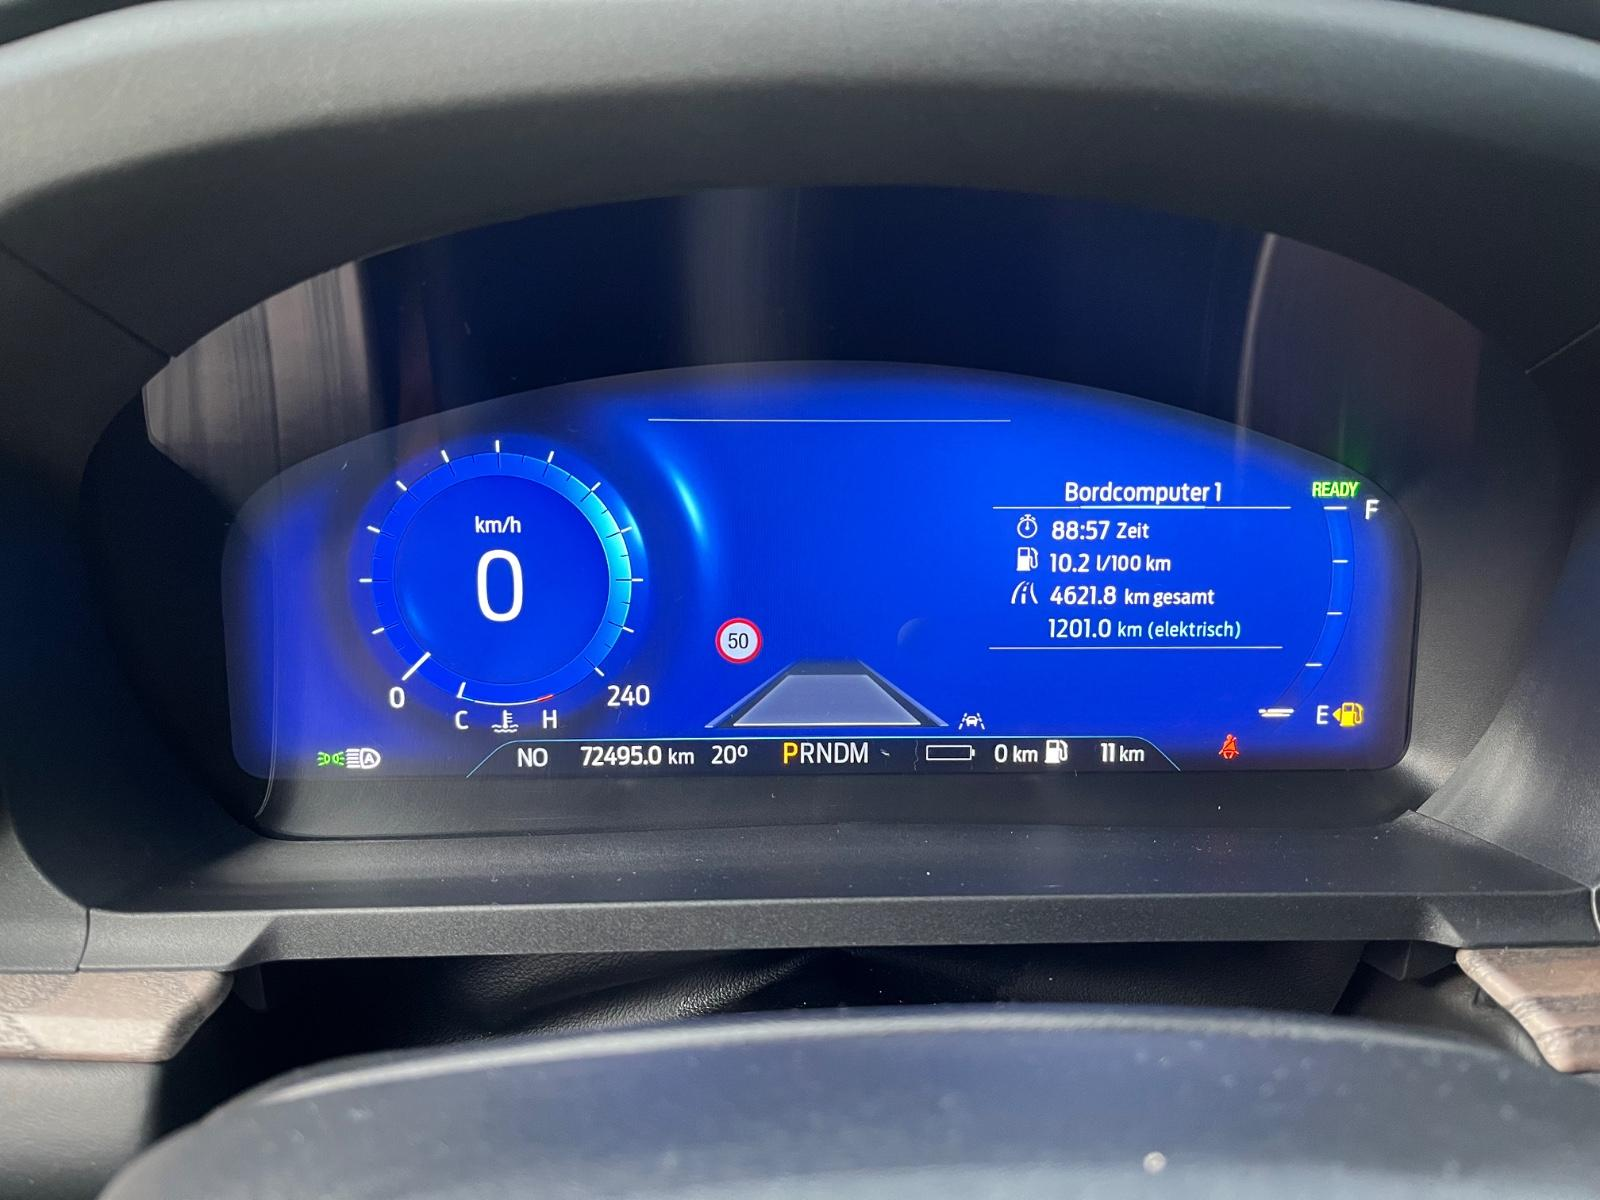 km/h
0
0
240
C
H
50
Bordcomputer 1
88:57 Zeit
10.2 l/100 km
4621.8 km gesamt
1201.0 km (elektrisch)
READY
F
E
A
NO 72495.0 km 20° PRNDM 0 km 11 km